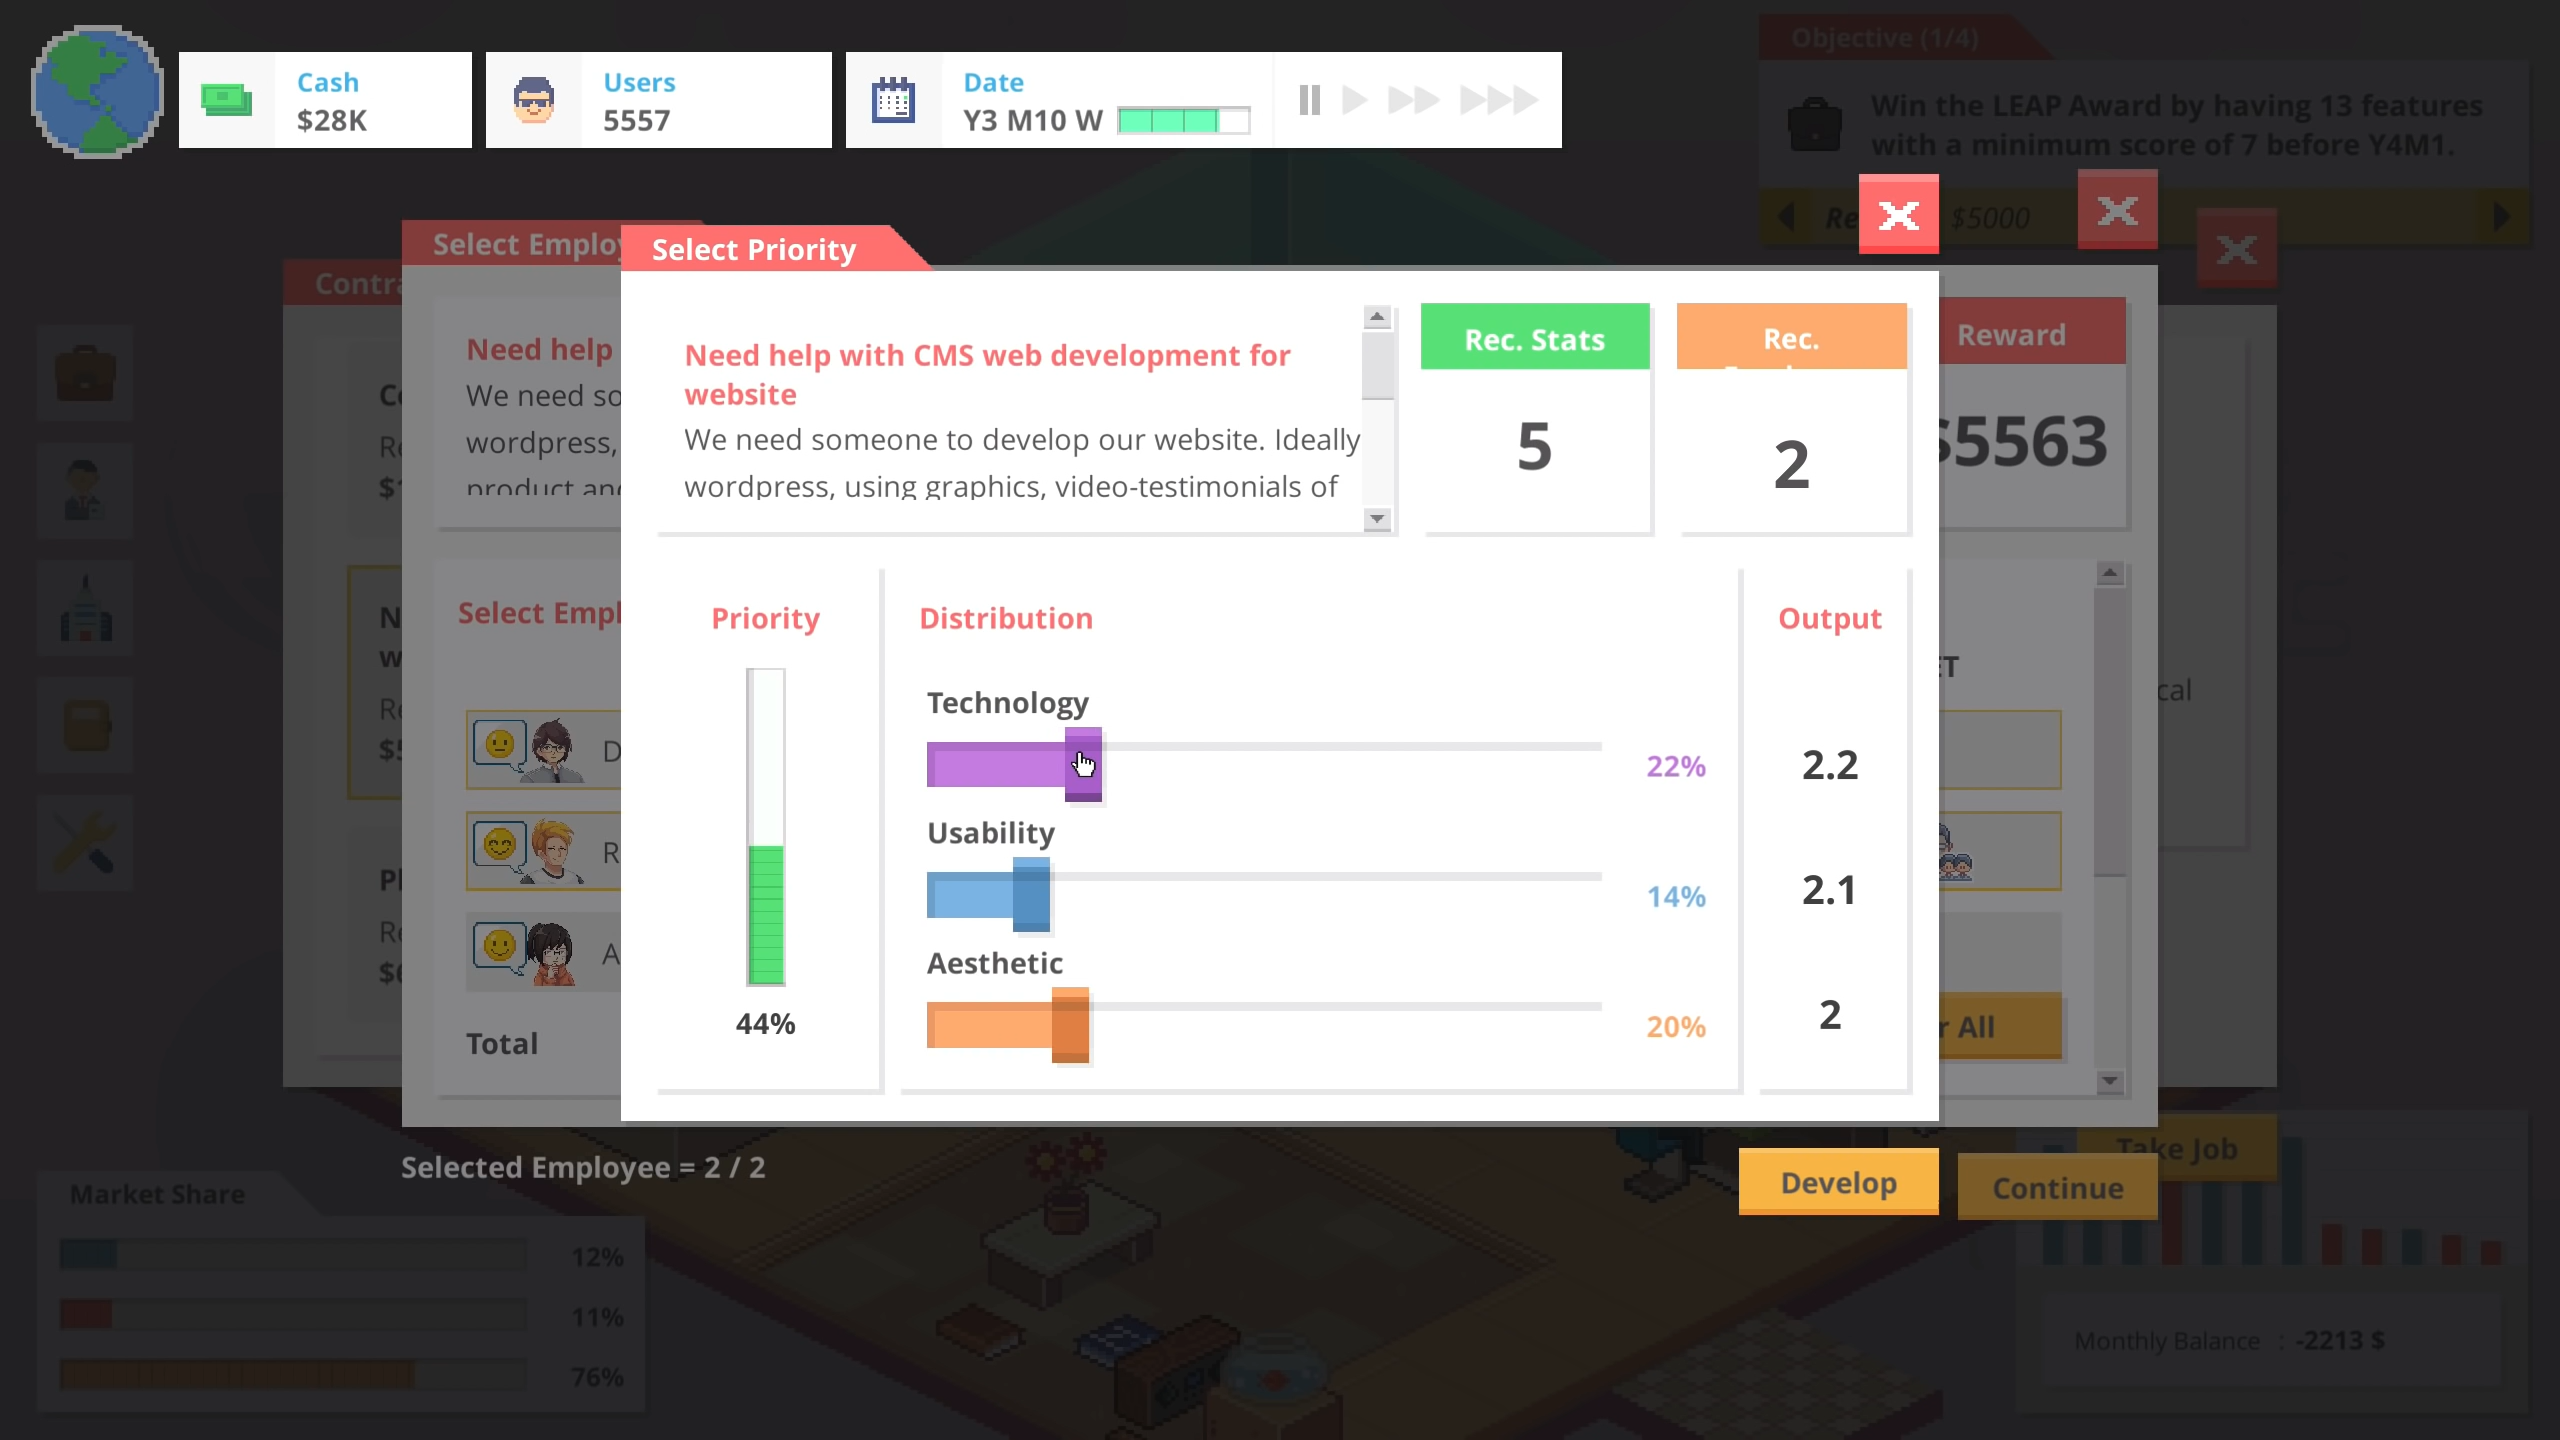 Cash
$28K
Users
5557
Date
Y3 M10 W
Objective (1/4)
Win the LEAP Award by having 13 features
with a minimum score of 7 before Y4M1.
$5000
Select Priority
Need help with CMS web development for
website
We need someone to develop our website. Ideally
wordpress, using graphics, video-testimonials of
Rec. Stats
5
Rec.
2
Reward
$5563
Need help
We need so
wordpress,
product and
Priority
44%
Distribution
Technology
22%
Usability
14%
Aesthetic
20%
Output
2.2
2.1
2
Total
All
Selected Employee = 2 / 2
Develop
Continue
Take Job
Market Share
12%
11%
76%
Monthly Balance : -2213 $